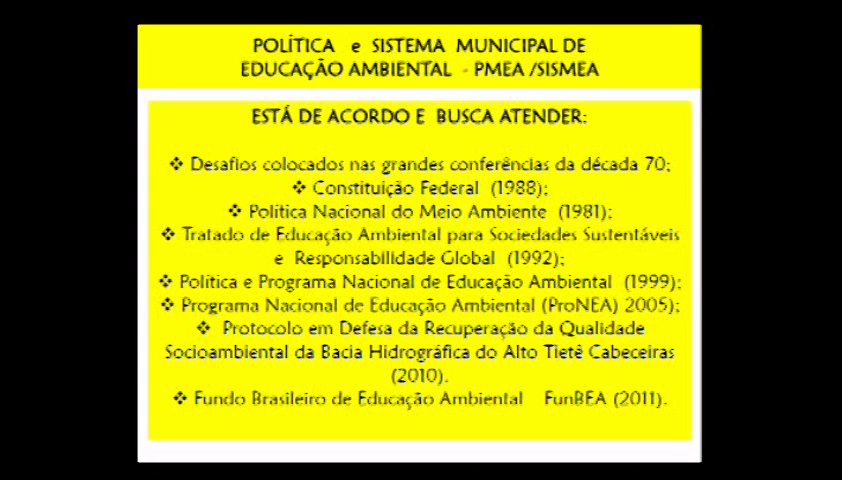 POLÍTICA e SISTEMA MUNICIPAL DE
EDUCAÇÃO AMBIENTAL - PMEA /SISMEA
ESTÁ DE ACORDO E BUSCA ATENDER:
❖ Desafios colocados nas grandes conferências da década 70;
❖ Constituição Federal (1988);
❖ Política Nacional do Meio Ambiente (1981);
❖ Tratado de Educação Ambiental para Sociedades Sustentáveis
e Responsabilidade Global (1992);
❖ Política e Programa Nacional de Educação Ambiental (1999);
❖ Programa Nacional de Educação Ambiental (ProNEA) 2005);
❖ Protocolo em Defesa da Recuperação da Qualidade
Socioambiental da Bacia Hidrográfica do Alto Tietê Cabeceiras
(2010).
❖ Fundo Brasileiro de Educação Ambiental FunBEA (2011).